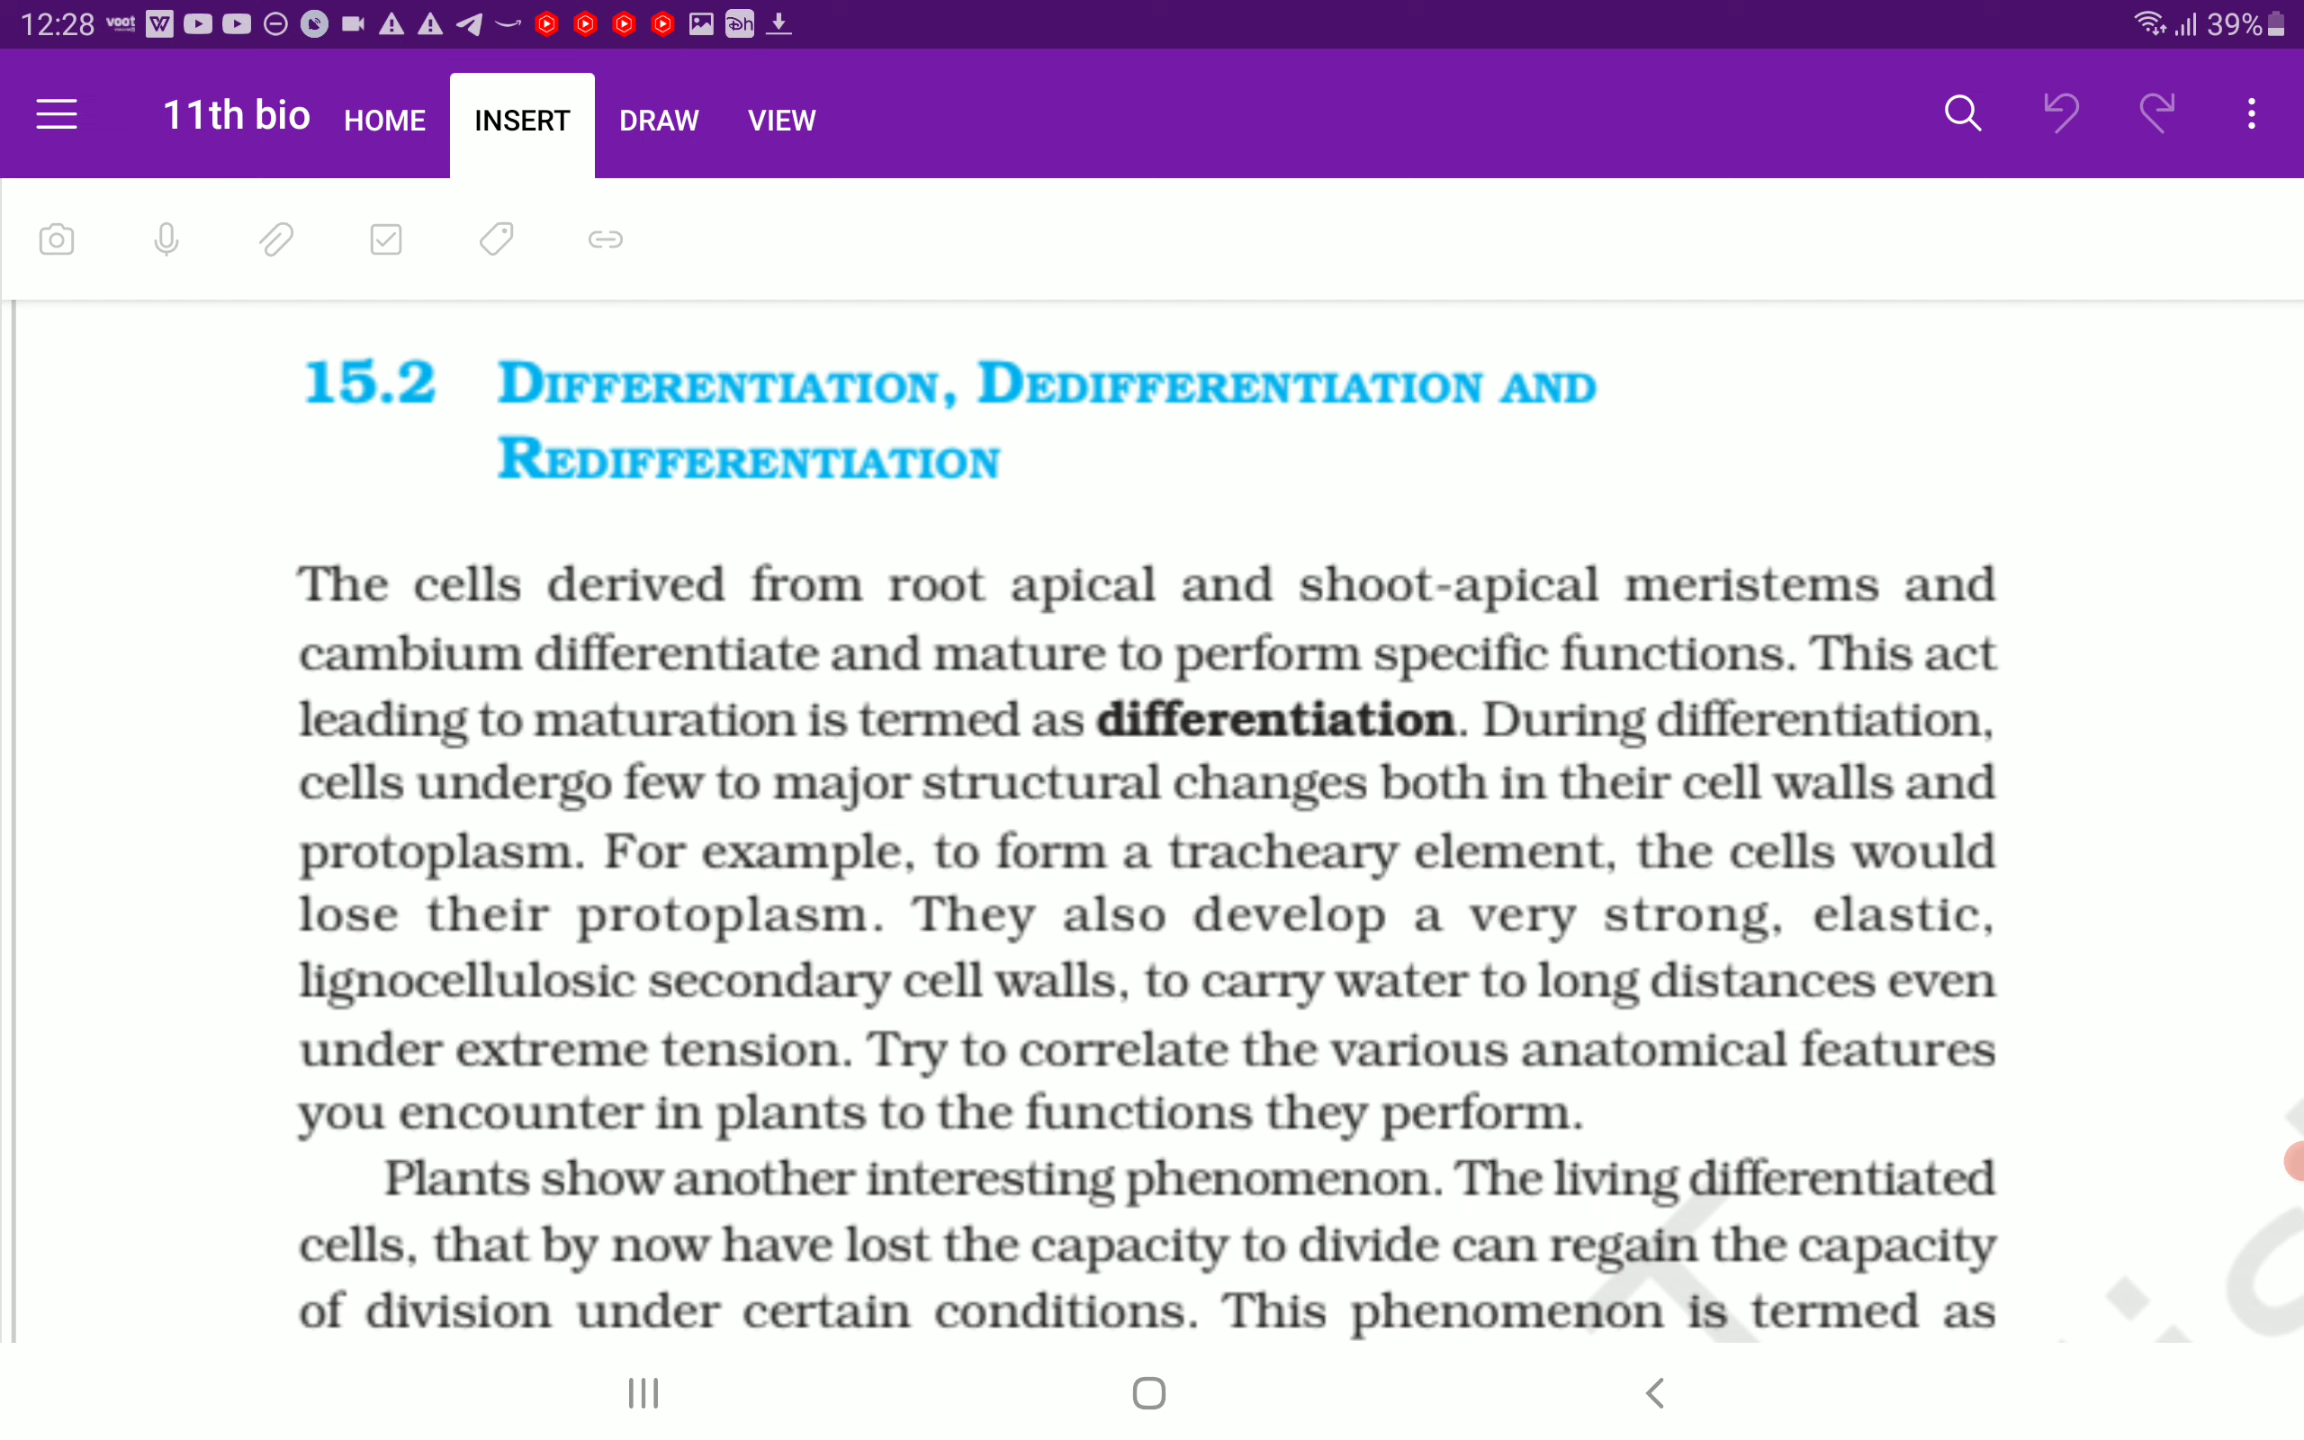 12:28 voot 39%
11th bio HOME INSERT DRAW VIEW
15.2 DIFFERENTIATION, DEDIFFERENTIATION AND
REDIFFERENTIATION
The cells derived from root apical and shoot-apical meristems and
cambium differentiate and mature to perform specific functions. This act
leading to maturation is termed as differentiation. During differentiation,
cells undergo few to major structural changes both in their cell walls and
protoplasm. For example, to form a tracheary element, the cells would
lose their protoplasm. They also develop a very strong, elastic,
lignocellulosic secondary cell walls, to carry water to long distances even
under extreme tension. Try to correlate the various anatomical features
you encounter in plants to the functions they perform.
Plants show another interesting phenomenon. The living differentiated
cells, that by now have lost the capacity to divide can regain the capacity
of division under certain conditions. This phenomenon is termed as